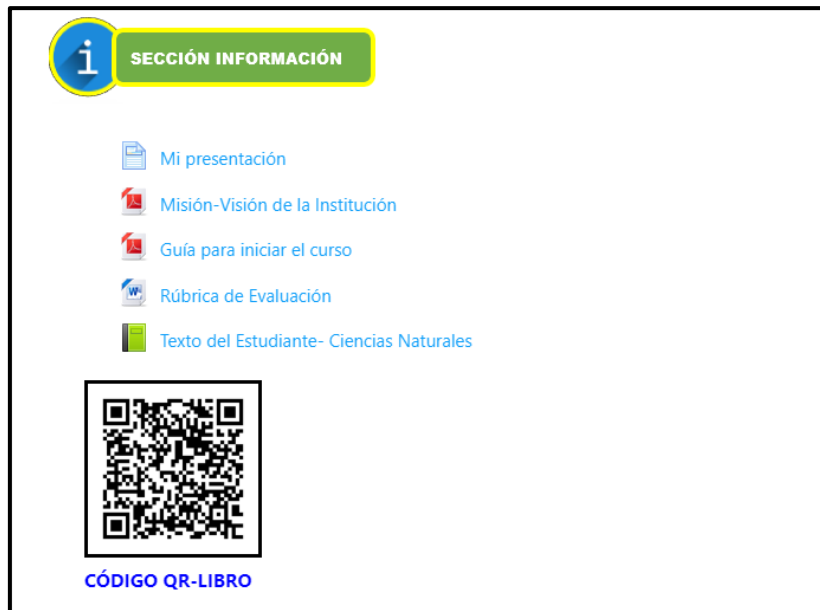 SECCIÓN INFORMACIÓN
Mi presentación
Misión-Visión de la Institución
Guía para iniciar el curso
Rúbrica de Evaluación
Texto del Estudiante- Ciencias Naturales
CÓDIGO QR-LIBRO